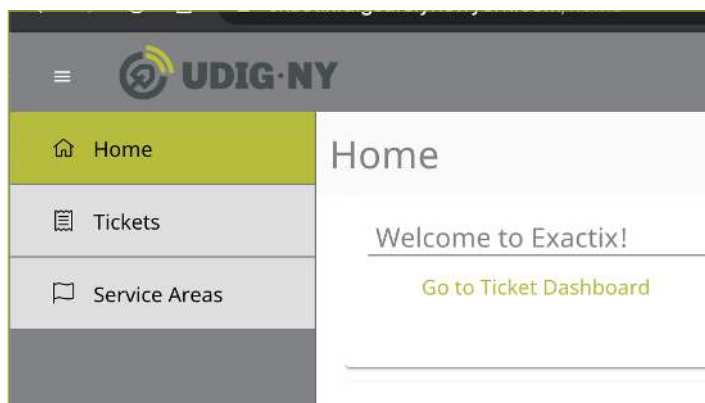 UDIG·NY
Home
Tickets
Service Areas
Home
Welcome to Exactix!
Go to Ticket Dashboard